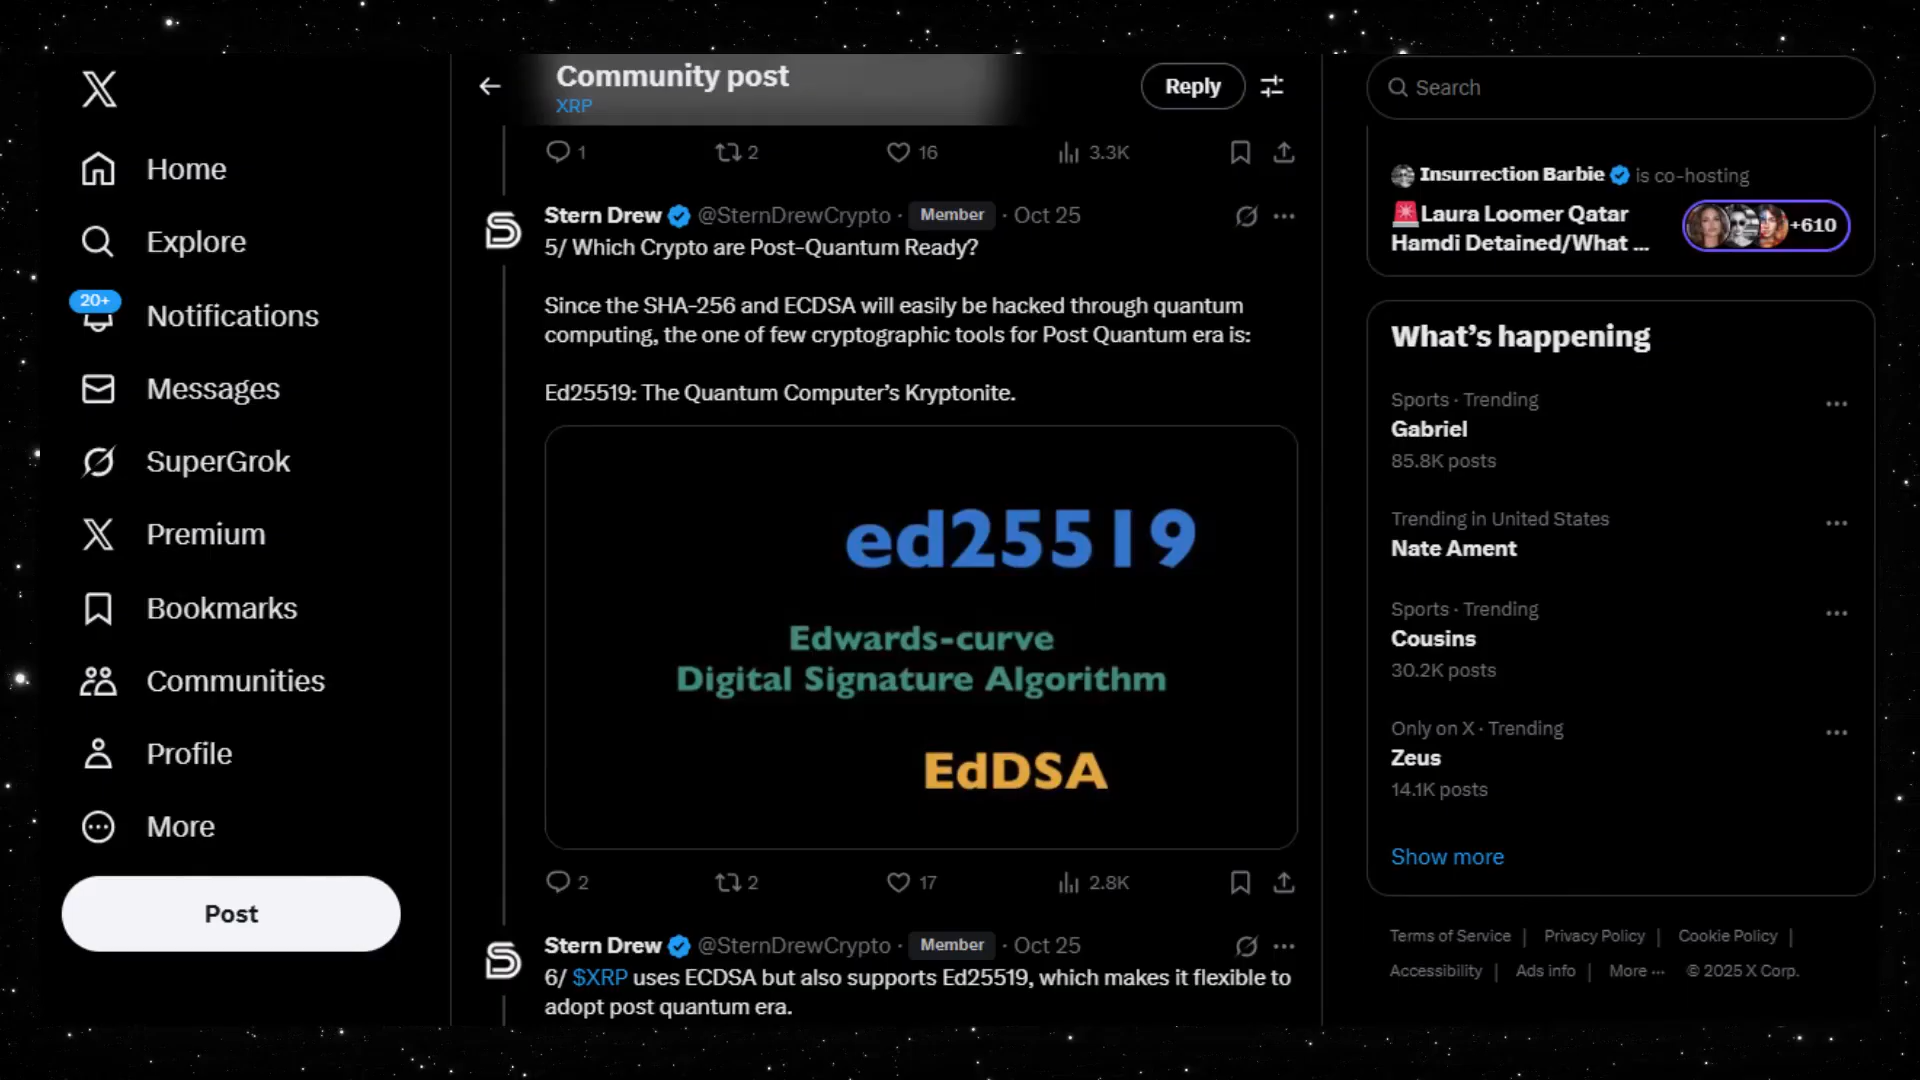 Home
Explore
20+
Notifications
Messages
SuperGrok
Premium
Bookmarks
Communities
Profile
More
Post
Community post
XRP
Reply
1
2
16
3.3K
Stern Drew @SternDrewCrypto · Member · Oct 25
5/ Which Crypto are Post-Quantum Ready?
Since the SHA-256 and ECDSA will easily be hacked through quantum
computing, the one of few cryptographic tools for Post Quantum era is:
Ed25519: The Quantum Computer's Kryptonite.
ed25519
Edwards-curve
Digital Signature Algorithm
EdDSA
2
2
17
2.8K
Stern Drew @SternDrewCrypto · Member · Oct 25
6/ $XRP uses ECDSA but also supports Ed25519, which makes it flexible to
adopt post quantum era.
Search
Insurrection Barbie is co-hosting
🚨Laura Loomer Qatar
Hamdi Detained/What ...
+610
What's happening
Sports · Trending
Gabriel
85.8K posts
Trending in United States
Nate Ament
Sports · Trending
Cousins
30.2K posts
Only on X · Trending
Zeus
14.1K posts
Show more
Terms of Service | Privacy Policy | Cookie Policy |
Accessibility | Ads info | More ··· © 2025 X Corp.